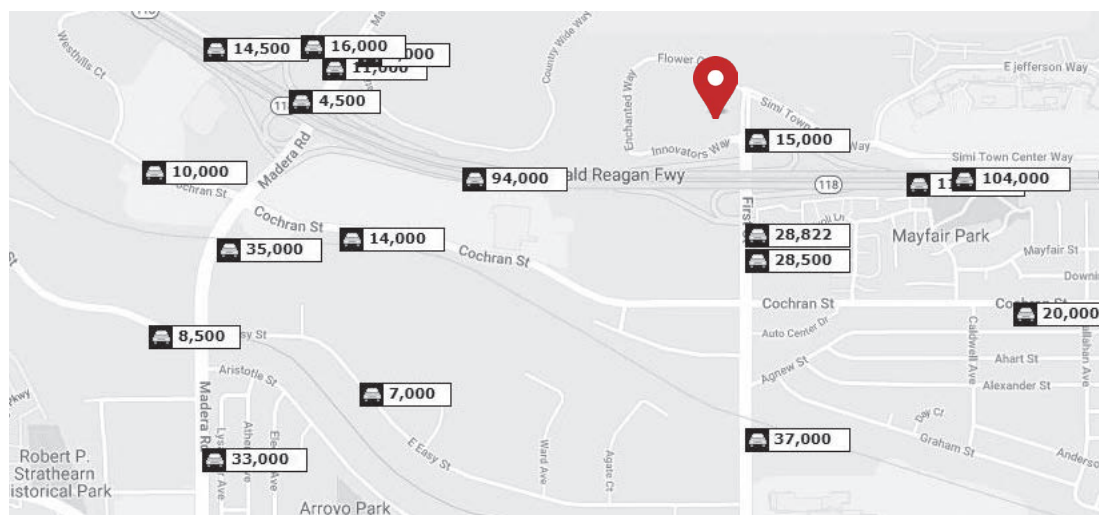 118
Westhills Ct
14,500
16,000
11,000
4,500
118
Madera Rd
Country Wide Way
Flower
Enchanted Way
Innovators Way
E jefferson Way
Simi Town
Way
15,000
Simi Town Center Way
10,000
Cochran St
94,000
ald Reagan Fwy
118
104,000
Cochran St
14,000
35,000
Cochran St
28,822
28,500
Mayfair Park
Mayfair St
Cochran St
Auto Center Dr
20,000
8,500
Aristotle St
7,000
Agnew St
Caldwell Ave
Ahart St
Alexander St
Madera Rd
33,000
E Easy St
Ward Ave
Agate Ct
37,000
Day Ct
Graham St
Robert P.
Strathearn
istorical Park
Arroyo Park